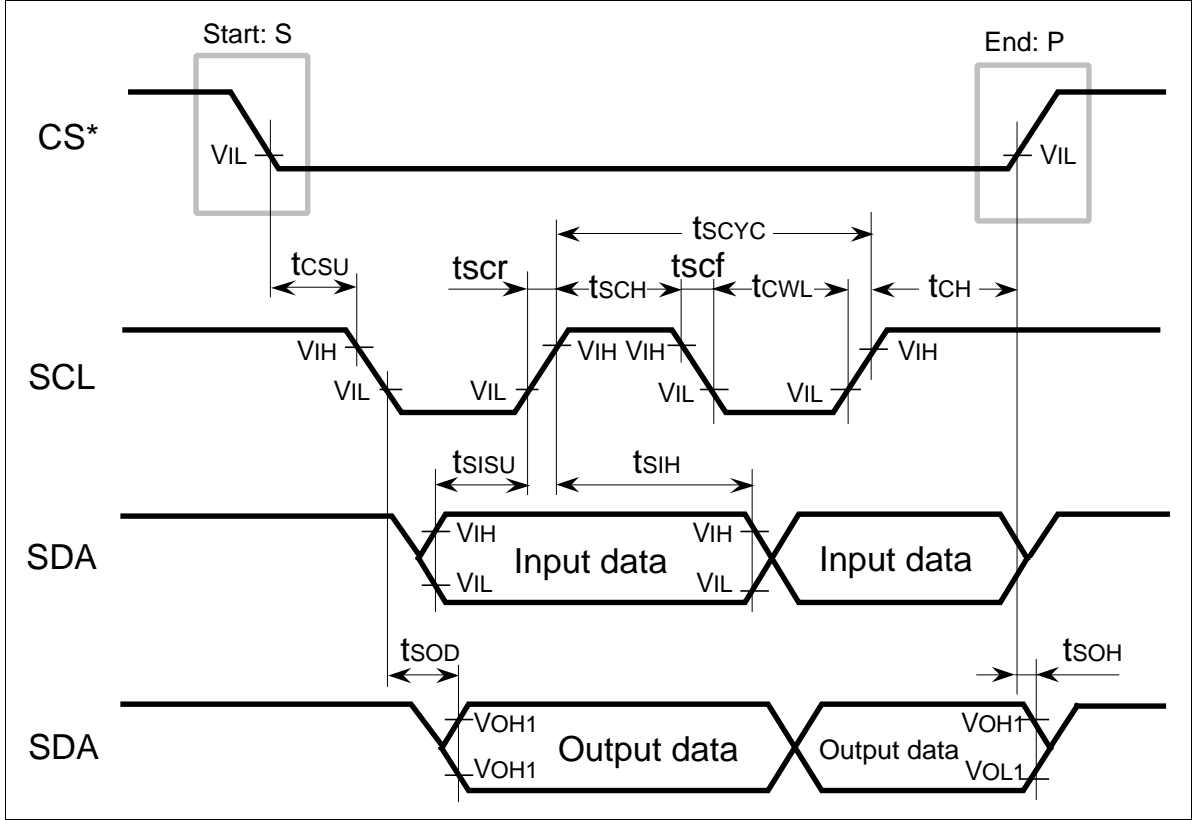 Start: S
End: P
CS*
VIL
VIL
tSCYC
tCSU
tscr
tSCH
tscf
tCWL
tCH
SCL
VIH
VIL
VIL
VIH
VIH
VIL
VIL
VIH
tSISU
tSIH
SDA
VIH
VIL
Input data
VIH
VIL
Input data
tSOD
tSOH
SDA
VOH1
VOH1
Output data
Output data
VOH1
VOL1